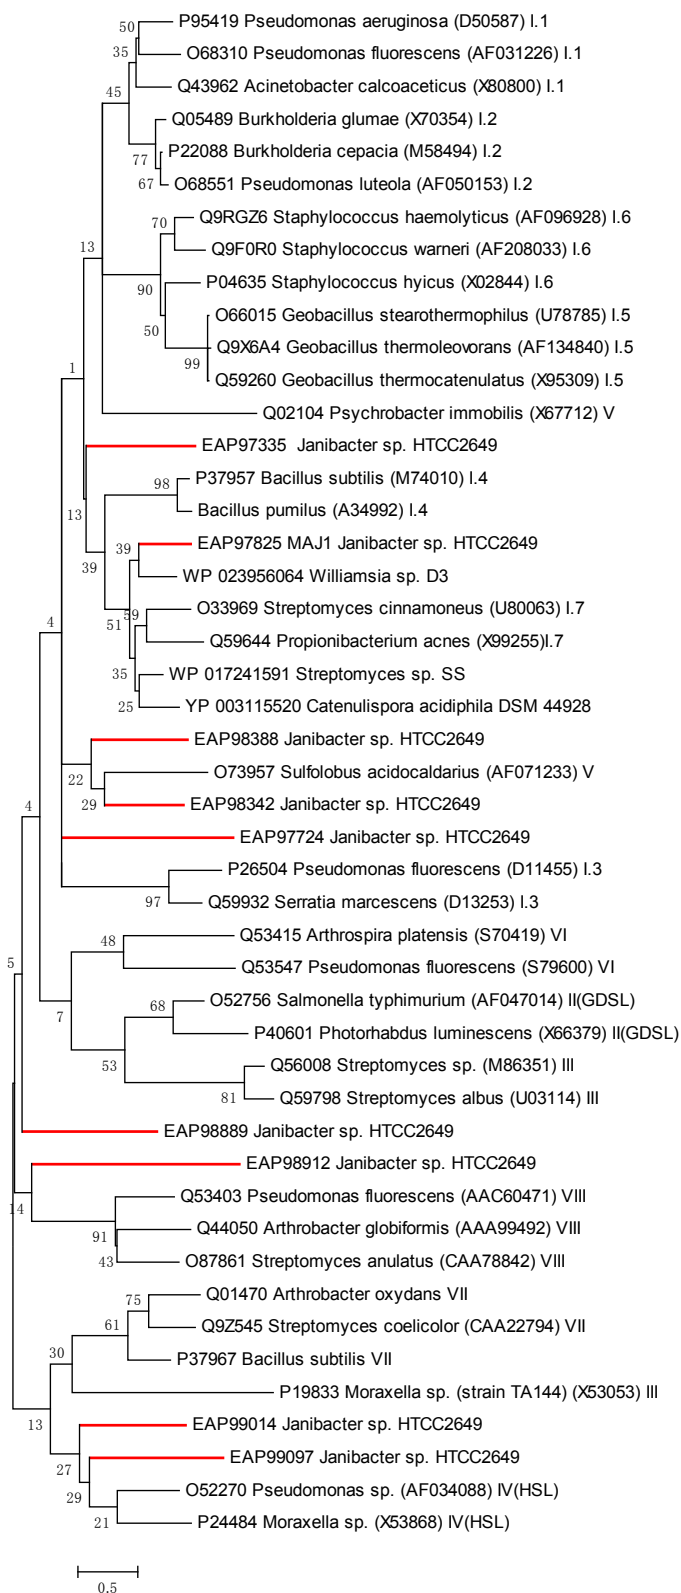 50
P95419 Pseudomonas aeruginosa (D50587) I.1
35
O68310 Pseudomonas fluorescens (AF031226) I.1
Q43962 Acinetobacter calcoaceticus (X80800) I.1
45
Q05489 Burkholderia glumae (X70354) I.2
P22088 Burkholderia cepacia (M58494) I.2
77
67
O68551 Pseudomonas luteola (AF050153) I.2
Q9RGZ6 Staphylococcus haemolyticus (AF096928) I.6
70
13
Q9F0R0 Staphylococcus warneri (AF208033) I.6
P04635 Staphylococcus hyicus (X02844) I.6
90
O66015 Geobacillus stearothermophilus (U78785) I.5
50
Q9X6A4 Geobacillus thermoleovorans (AF134840) I.5
99
1
Q59260 Geobacillus thermocatenulatus (X95309) I.5
Q02104 Psychrobacter immobilis (X67712) V
EAP97335 Janibacter sp. HTCC2649
P37957 Bacillus subtilis (M74010) I.4
98
13
Bacillus pumilus (A34992) I.4
EAP97825 MAJ1 Janibacter sp. HTCC2649
39
39
WP 023956064 Williamsia sp. D3
O33969 Streptomyces cinnamoneus (U80063) I.7
59
51
4
Q59644 Propionibacterium acnes (X99255)I.7
35
WP 017241591 Streptomyces sp. SS
25
YP 003115520 Catenulispora acidiphila DSM 44928
EAP98388 Janibacter sp. HTCC2649
22
O73957 Sulfolobus acidocaldarius (AF071233) V
29
EAP98342 Janibacter sp. HTCC2649
4
EAP97724 Janibacter sp. HTCC2649
P26504 Pseudomonas fluorescens (D11455) I.3
97
Q59932 Serratia marcescens (D13253) I.3
Q53415 Arthrospira platensis (S70419) VI
48
5
Q53547 Pseudomonas fluorescens (S79600) VI
O52756 Salmonella typhimurium (AF047014) II(GDSL)
68
7
P40601 Photorhabdus luminescens (X66379) II(GDSL)
53
Q56008 Streptomyces sp. (M86351) III
81
Q59798 Streptomyces albus (U03114) III
EAP98889 Janibacter sp. HTCC2649
EAP98912 Janibacter sp. HTCC2649
Q53403 Pseudomonas fluorescens (AAC60471) VIII
14
Q44050 Arthrobacter globiformis (AAA99492) VIII
91
43
O87861 Streptomyces anulatus (CAA78842) VIII
Q01470 Arthrobacter oxydans VII
75
61
Q9Z545 Streptomyces coelicolor (CAA22794) VII
30
P37967 Bacillus subtilis VII
P19833 Moraxella sp. (strain TA144) (X53053) III
13
EAP99014 Janibacter sp. HTCC2649
EAP99097 Janibacter sp. HTCC2649
27
O52270 Pseudomonas sp. (AF034088) IV(HSL)
29
21
P24484 Moraxella sp. (X53868) IV(HSL)
0.5